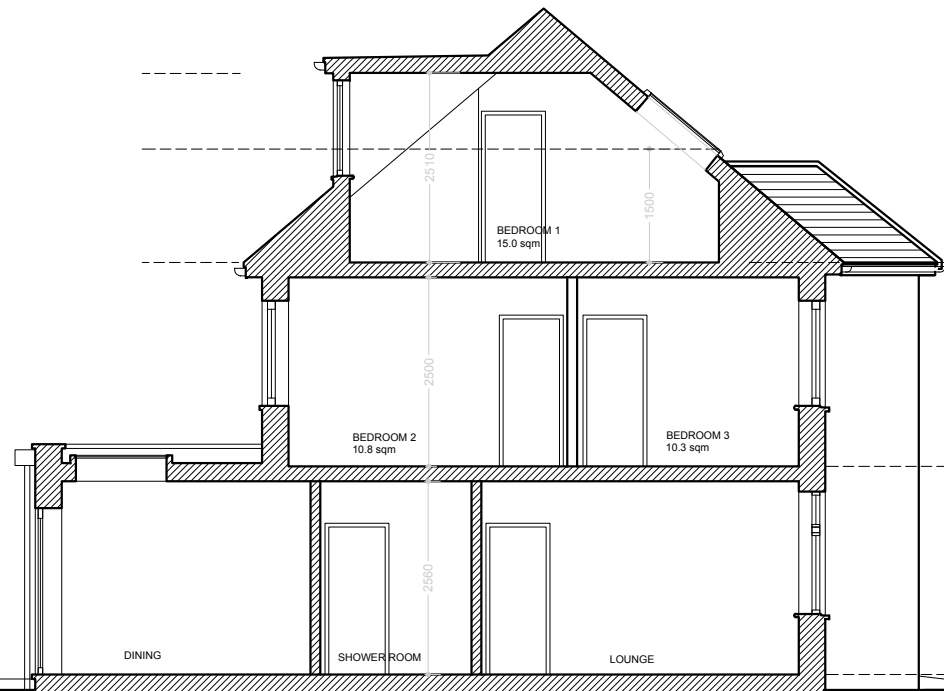 2510
1500
BEDROOM 1
15.0 sqm
2500
BEDROOM 2
10.8 sqm
BEDROOM 3
10.3 sqm
2560
DINING
SHOWER ROOM
LOUNGE